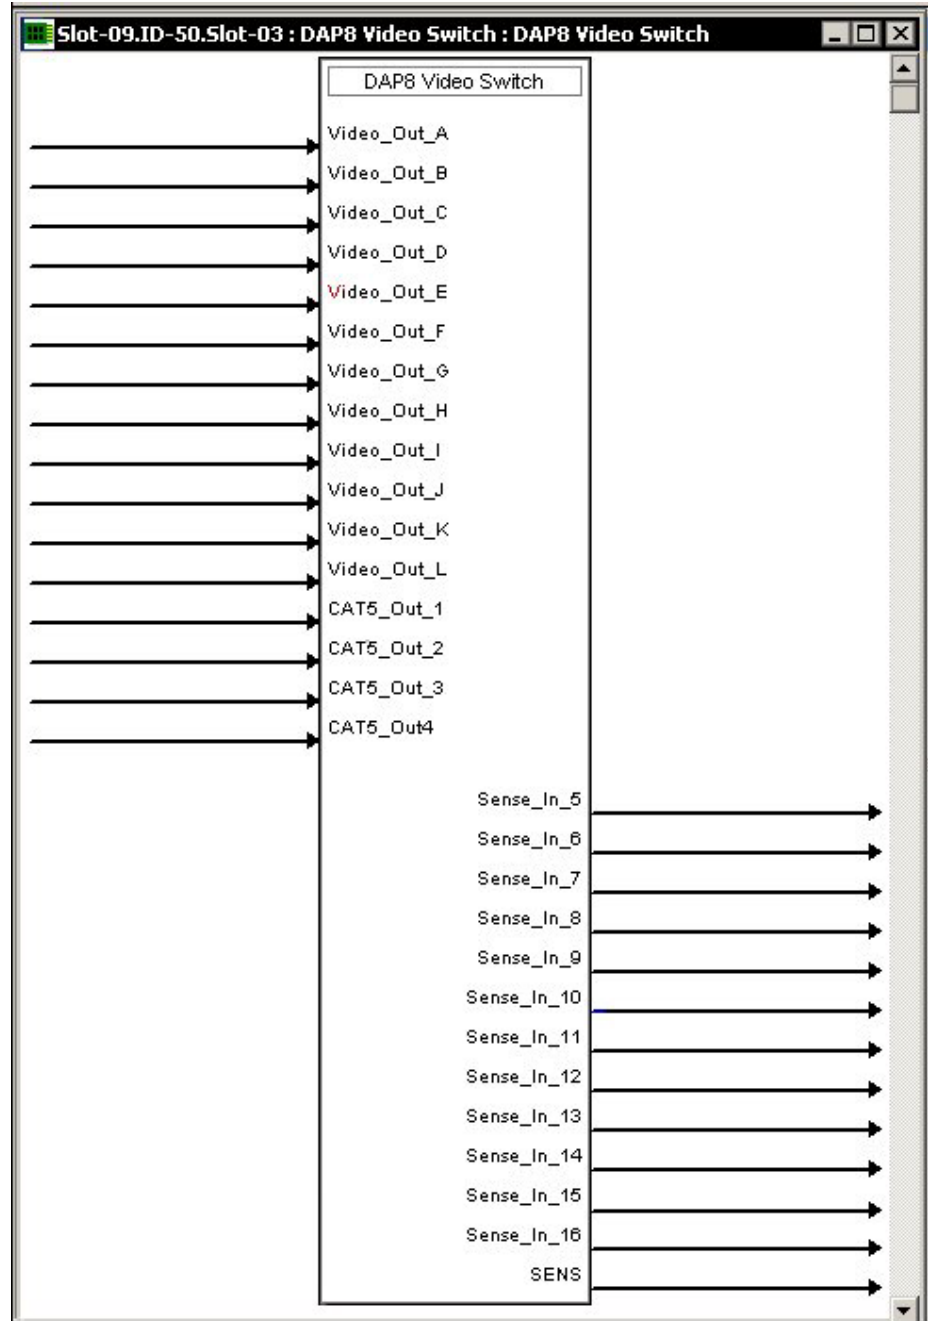 Slot-09.ID-50.Slot-03 : DAP8 Video Switch : DAP8 Video Switch
DAP8 Video Switch
Video_Out_A
Video_Out_B
Video_Out_C
Video_Out_D
Video_Out_E
Video_Out_F
Video_Out_G
Video_Out_H
Video_Out_I
Video_Out_J
Video_Out_K
Video_Out_L
CAT5_Out_1
CAT5_Out_2
CAT5_Out_3
CAT5_Out4
Sense_In_5
Sense_In_6
Sense_In_7
Sense_In_8
Sense_In_9
Sense_In_10
Sense_In_11
Sense_In_12
Sense_In_13
Sense_In_14
Sense_In_15
Sense_In_16
SENS